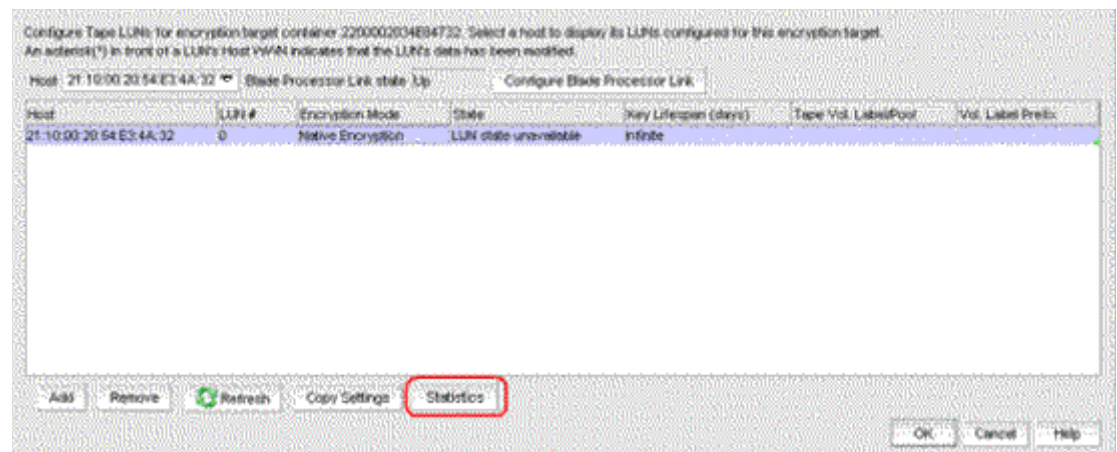 Configure Tape LUNs for encryption target container 2200002034E84732. Select a host to display its LUNs configured for this encryption target.
An asterisk(*) in front of a LUN's Host WWN indicates that the LUN's data has been modified.
Host 21:10:00:20:54:E3:4A:32 Blade Processor Link state Up Configure Blade Processor Link
Host LUN # Encryption Mode State Key Lifespan (days) Tape Vol. Label/Pool Vol. Label Prefix
21:10:00:20:54:E3:4A:32 0 Native Encryption LUN state unavailable infinite
Add Remove Refresh Copy Settings Statistics
OK Cancel Help